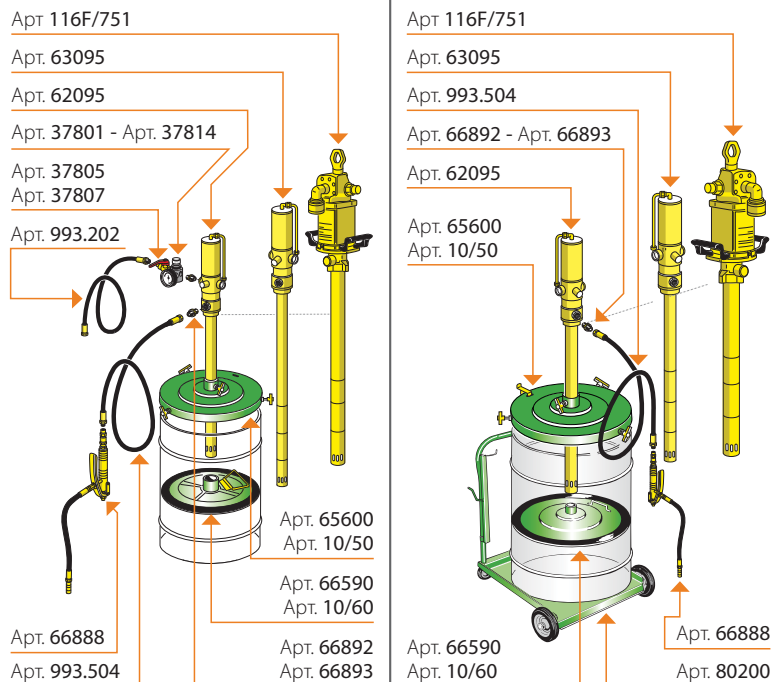 Арт 116F/751
Арт. 63095
Арт. 62095
Арт. 37801 - Арт. 37814
Арт. 37805
Арт. 37807
Арт. 993.202
Арт. 65600
Арт. 10/50
Арт. 66590
Арт. 10/60
Арт. 66888
Арт. 993.504
Арт. 66892
Арт. 66893
Арт 116F/751
Арт. 63095
Арт. 993.504
Арт. 66892 - Арт. 66893
Арт. 62095
Арт. 65600
Арт. 10/50
Арт. 66590
Арт. 10/60
Арт. 66888
Арт. 80200